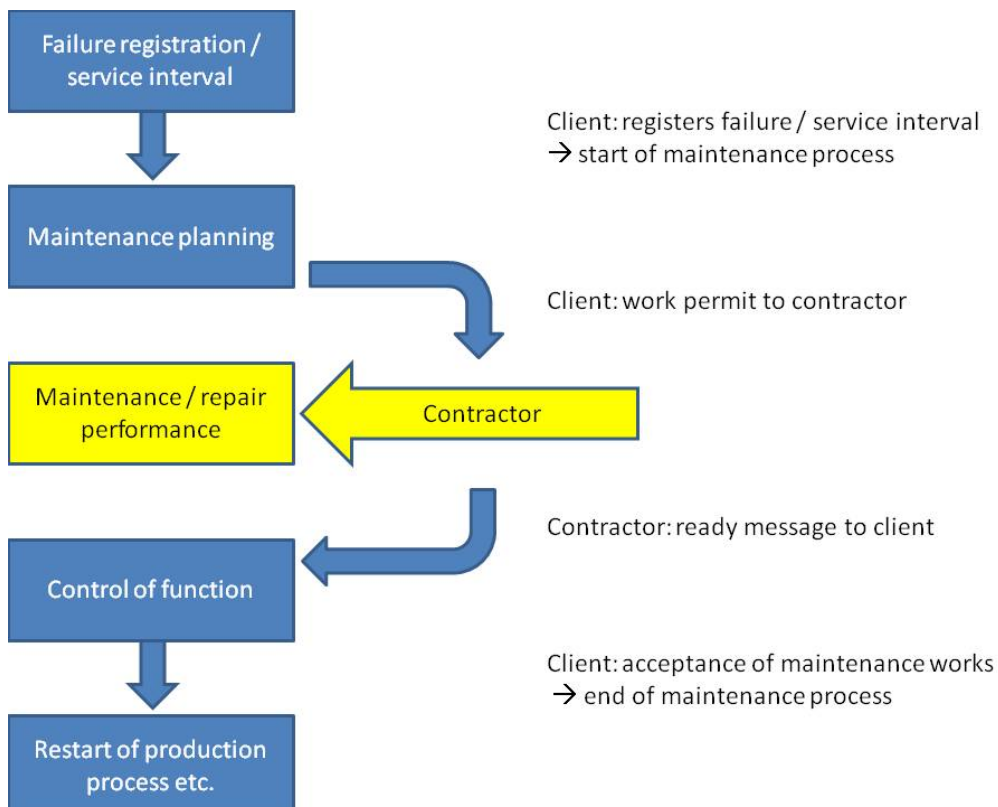 Failure registration /
service interval
Client: registers failure / service interval
→ start of maintenance process
Maintenance planning
Client: work permit to contractor
Maintenance / repair
performance
Contractor
Contractor: ready message to client
Control of function
Client: acceptance of maintenance works
→ end of maintenance process
Restart of production
process etc.